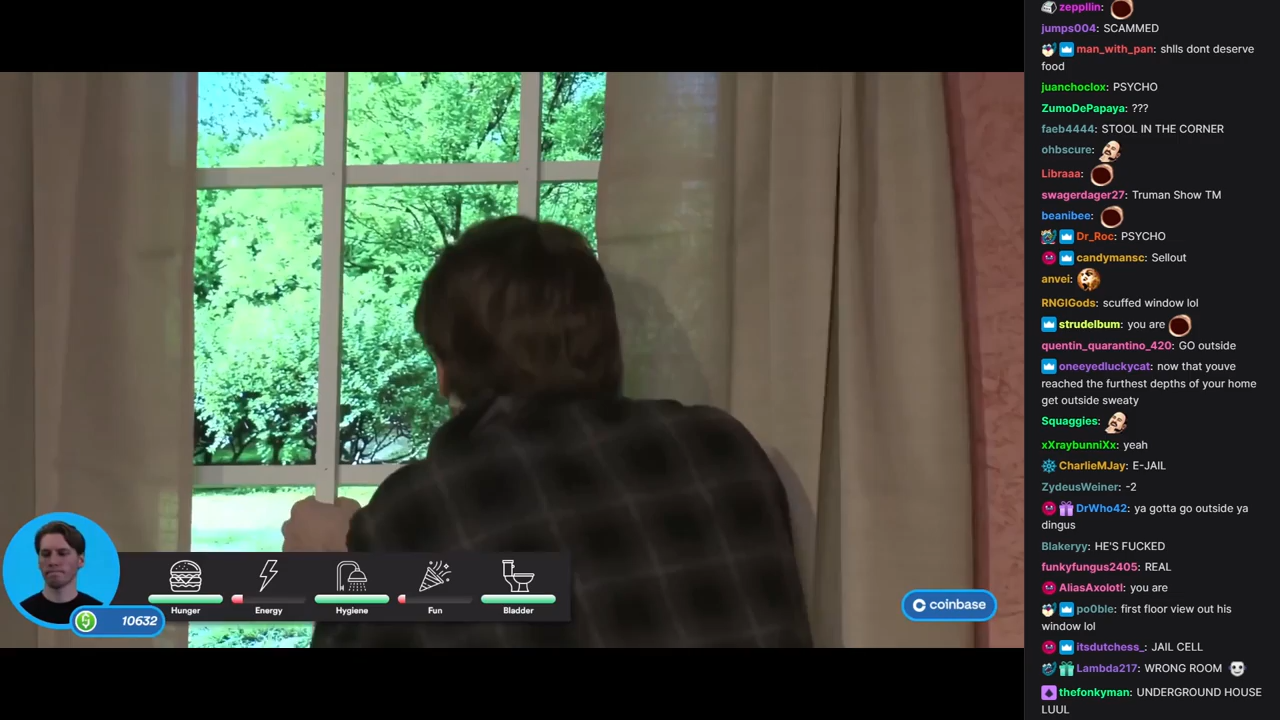 zeppilin:
jumps004: SCAMMED
man_with_pan: shlls dont deserve
food
juanchoclox: PSYCHO
ZumoDePapaya: ???
faeb4444: STOOL IN THE CORNER
ohbscure:
Libraaa:
swagerdager27: Truman Show TM
beanibee:
Dr_Roc: PSYCHO
candymansc: Sellout
anvei:
RNGIGods: scuffed window lol
strudelbum: you are
quentin_quarantino_420: GO outside
oneeyedluckycat: now that youve
reached the furthest depths of your home
get outside sweaty
Squaggies:
xXraybunniXx: yeah
CharlieMJay: E-JAIL
ZydeusWeiner: -2
DrWho42: ya gotta go outside ya
dingus
Blakeryy: HE'S FUCKED
funkyfungus2405: REAL
AliasAxoloti: you are
po0ble: first floor view out his
window lol
itsdutchess_: JAIL CELL
Lambda217: WRONG ROOM
thefonkyman: UNDERGROUND HOUSE
LUUL
Hunger
Energy
Hygiene
Fun
Bladder
10632
coinbase